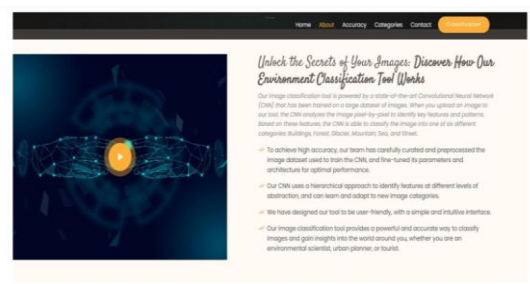 Home About Accuracy Categories Contact Classification
Unlock the Secrets of Your Images: Discover How Our
Environment Classification Tool Works
Our image classification tool is powered by a state-of-the-art Convolutional Neural Network
(CNN) that has been trained on a large dataset of images. When you upload an image to
our tool, the CNN analyzes the image pixel-by-pixel to identify key features and patterns.
Based on these features, the CNN is able to classify the image into one of six different
categories: Buildings, Forest, Glacier, Mountain, Sea, and Street.
To achieve high accuracy, our team has carefully curated and preprocessed the
image dataset used to train the CNN, and fine-tuned its parameters and
architecture for optimal performance.
Our CNN uses a hierarchical approach to identify features at different levels of
abstraction, and can learn and adapt to new image categories.
We have designed our tool to be user-friendly, with a simple and intuitive interface.
Our image classification tool provides a powerful and accurate way to classify
images and gain insights into the world around you, whether you are an
environmental scientist, urban planner, or tourist.